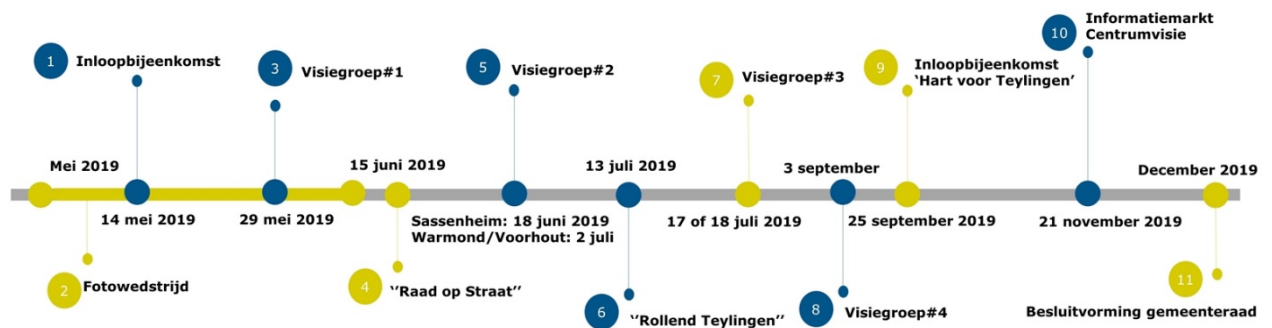 1
Inloopbijeenkomst
3
Visiegroep#1
5
Visiegroep#2
7
Visiegroep#3
9
Inloopbijeenkomst
‘Hart voor Teylingen’
10
Informatiemarkt
Centrumvisie
Mei 2019
15 juni 2019
13 juli 2019
3 september
December 2019
14 mei 2019
29 mei 2019
Sassenheim: 18 juni 2019
Warmond/Voorhout: 2 juli
17 of 18 juli 2019
25 september 2019
21 november 2019
2
Fotowedstrijd
4
‘‘Raad op Straat’’
6
‘‘Rollend Teylingen’’
8
Visiegroep#4
11
Besluitvorming gemeenteraad